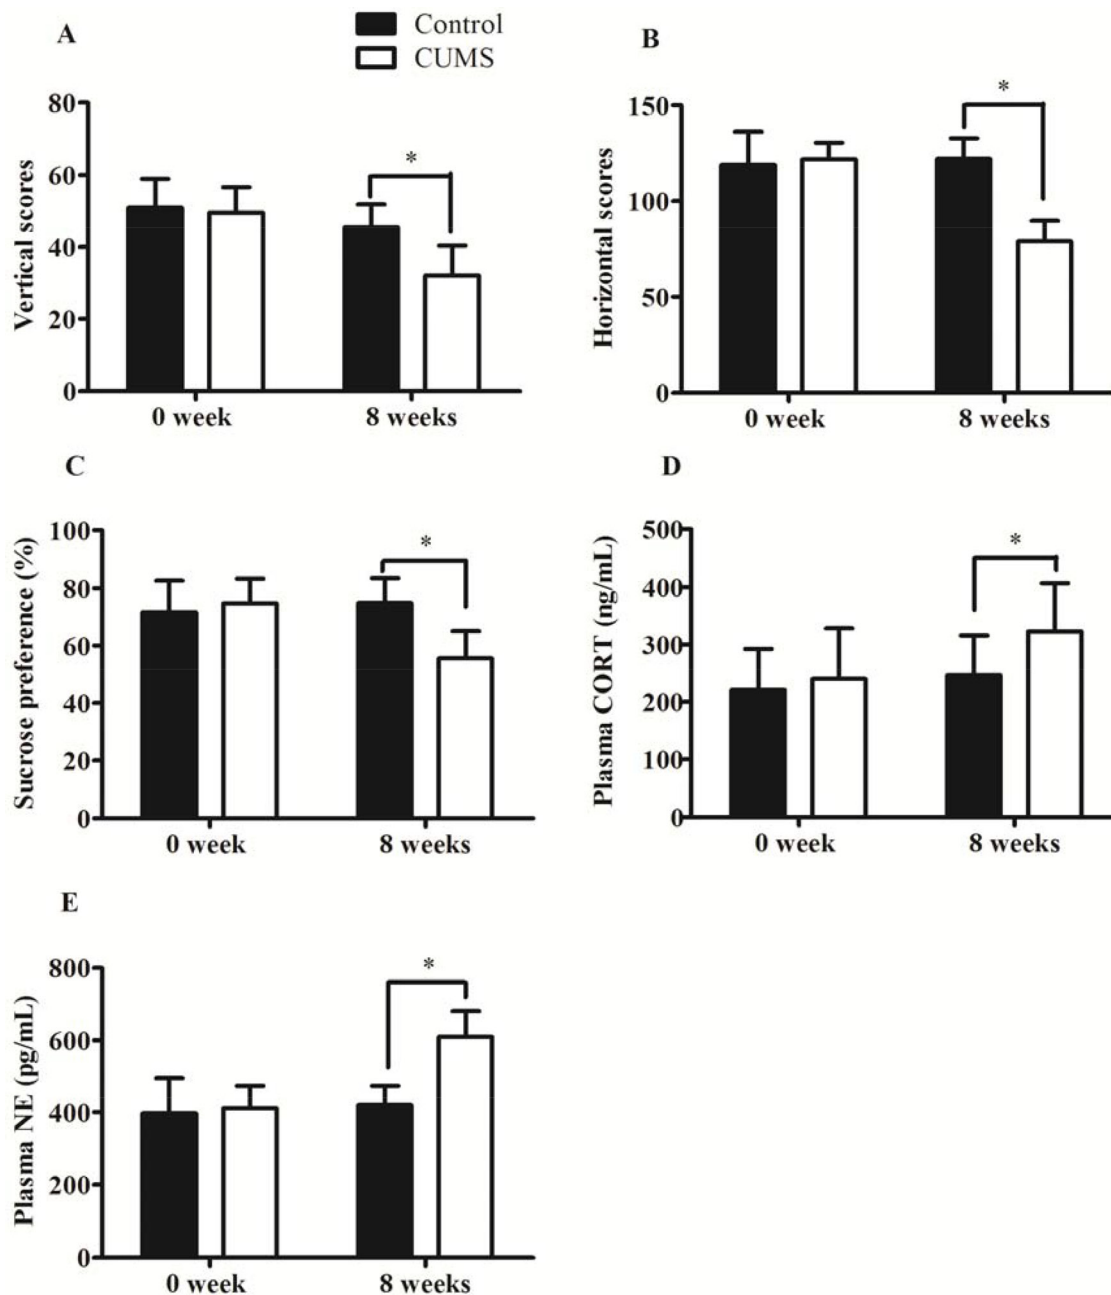 A
Control
CUMS
Vertical scores
80
60
40
20
0
*
0 week
8 weeks
B
Horizontal scores
150
100
50
0
*
0 week
8 weeks
C
Sucrose preference (%)
100
80
60
40
20
0
*
0 week
8 weeks
D
Plasma CORT (ng/mL)
500
400
300
200
100
0
*
0 week
8 weeks
E
Plasma NE (pg/mL)
800
600
400
200
0
*
0 week
8 weeks